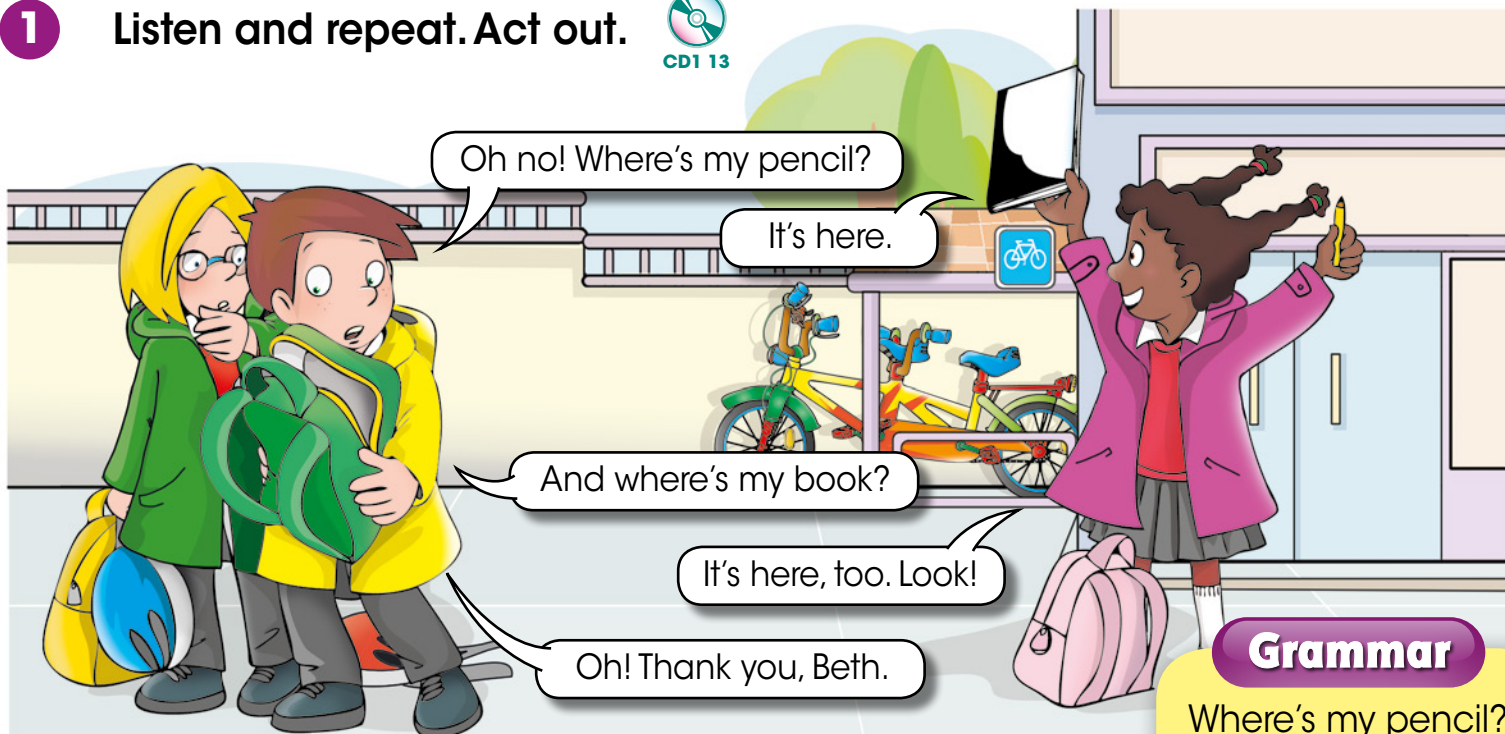 1 Listen and repeat. Act out.
CD1 13
Oh no! Where's my pencil?
It's here.
And where's my book?
It's here, too. Look!
Oh! Thank you, Beth.
Grammar
Where's my pencil?